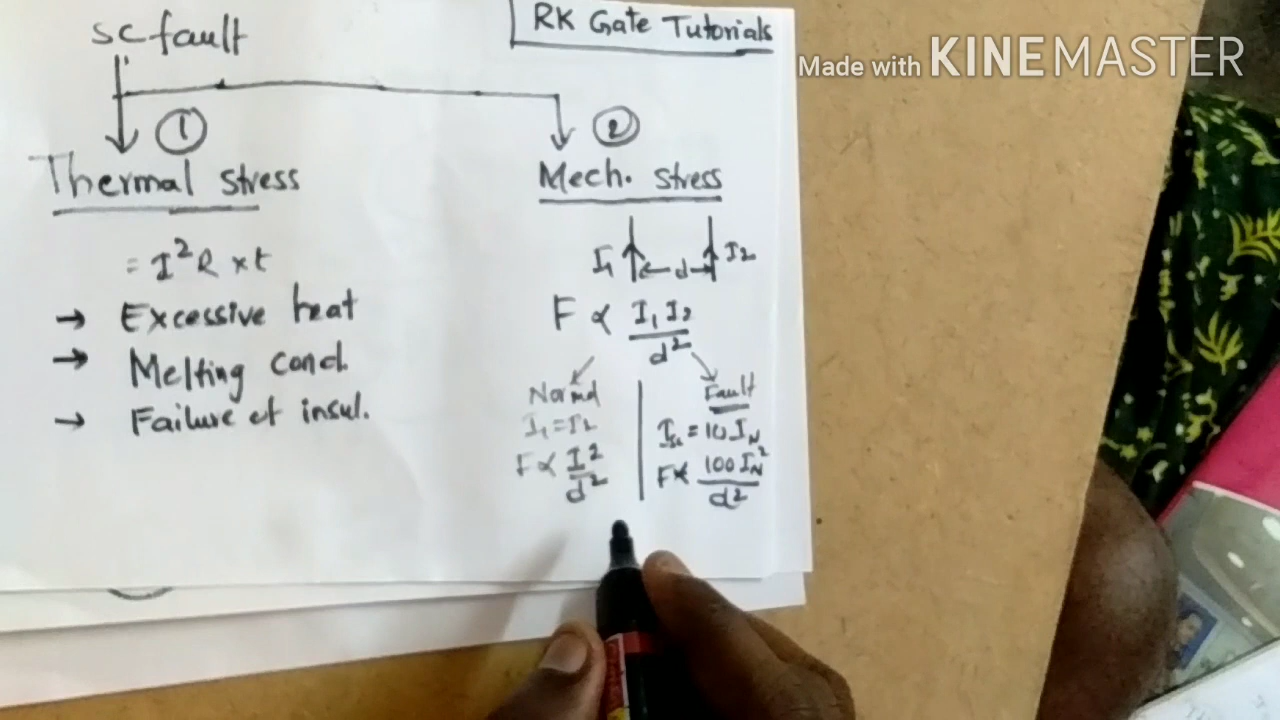 SC fault
RK Gate Tutorials
Made with KINEMASTER
①
②
Thermal stress
Mech. stress
= I²R x t
I₁ d I₂
→ Excessive heat
→ Melting cond.
→ Failure of insul.
F ∝ I₁ I₂ / d²
Normal
I₁ = I₂
F ∝ I² / d²
Fault
Isc = 10 IN
F ∝ 100 IN² / d²